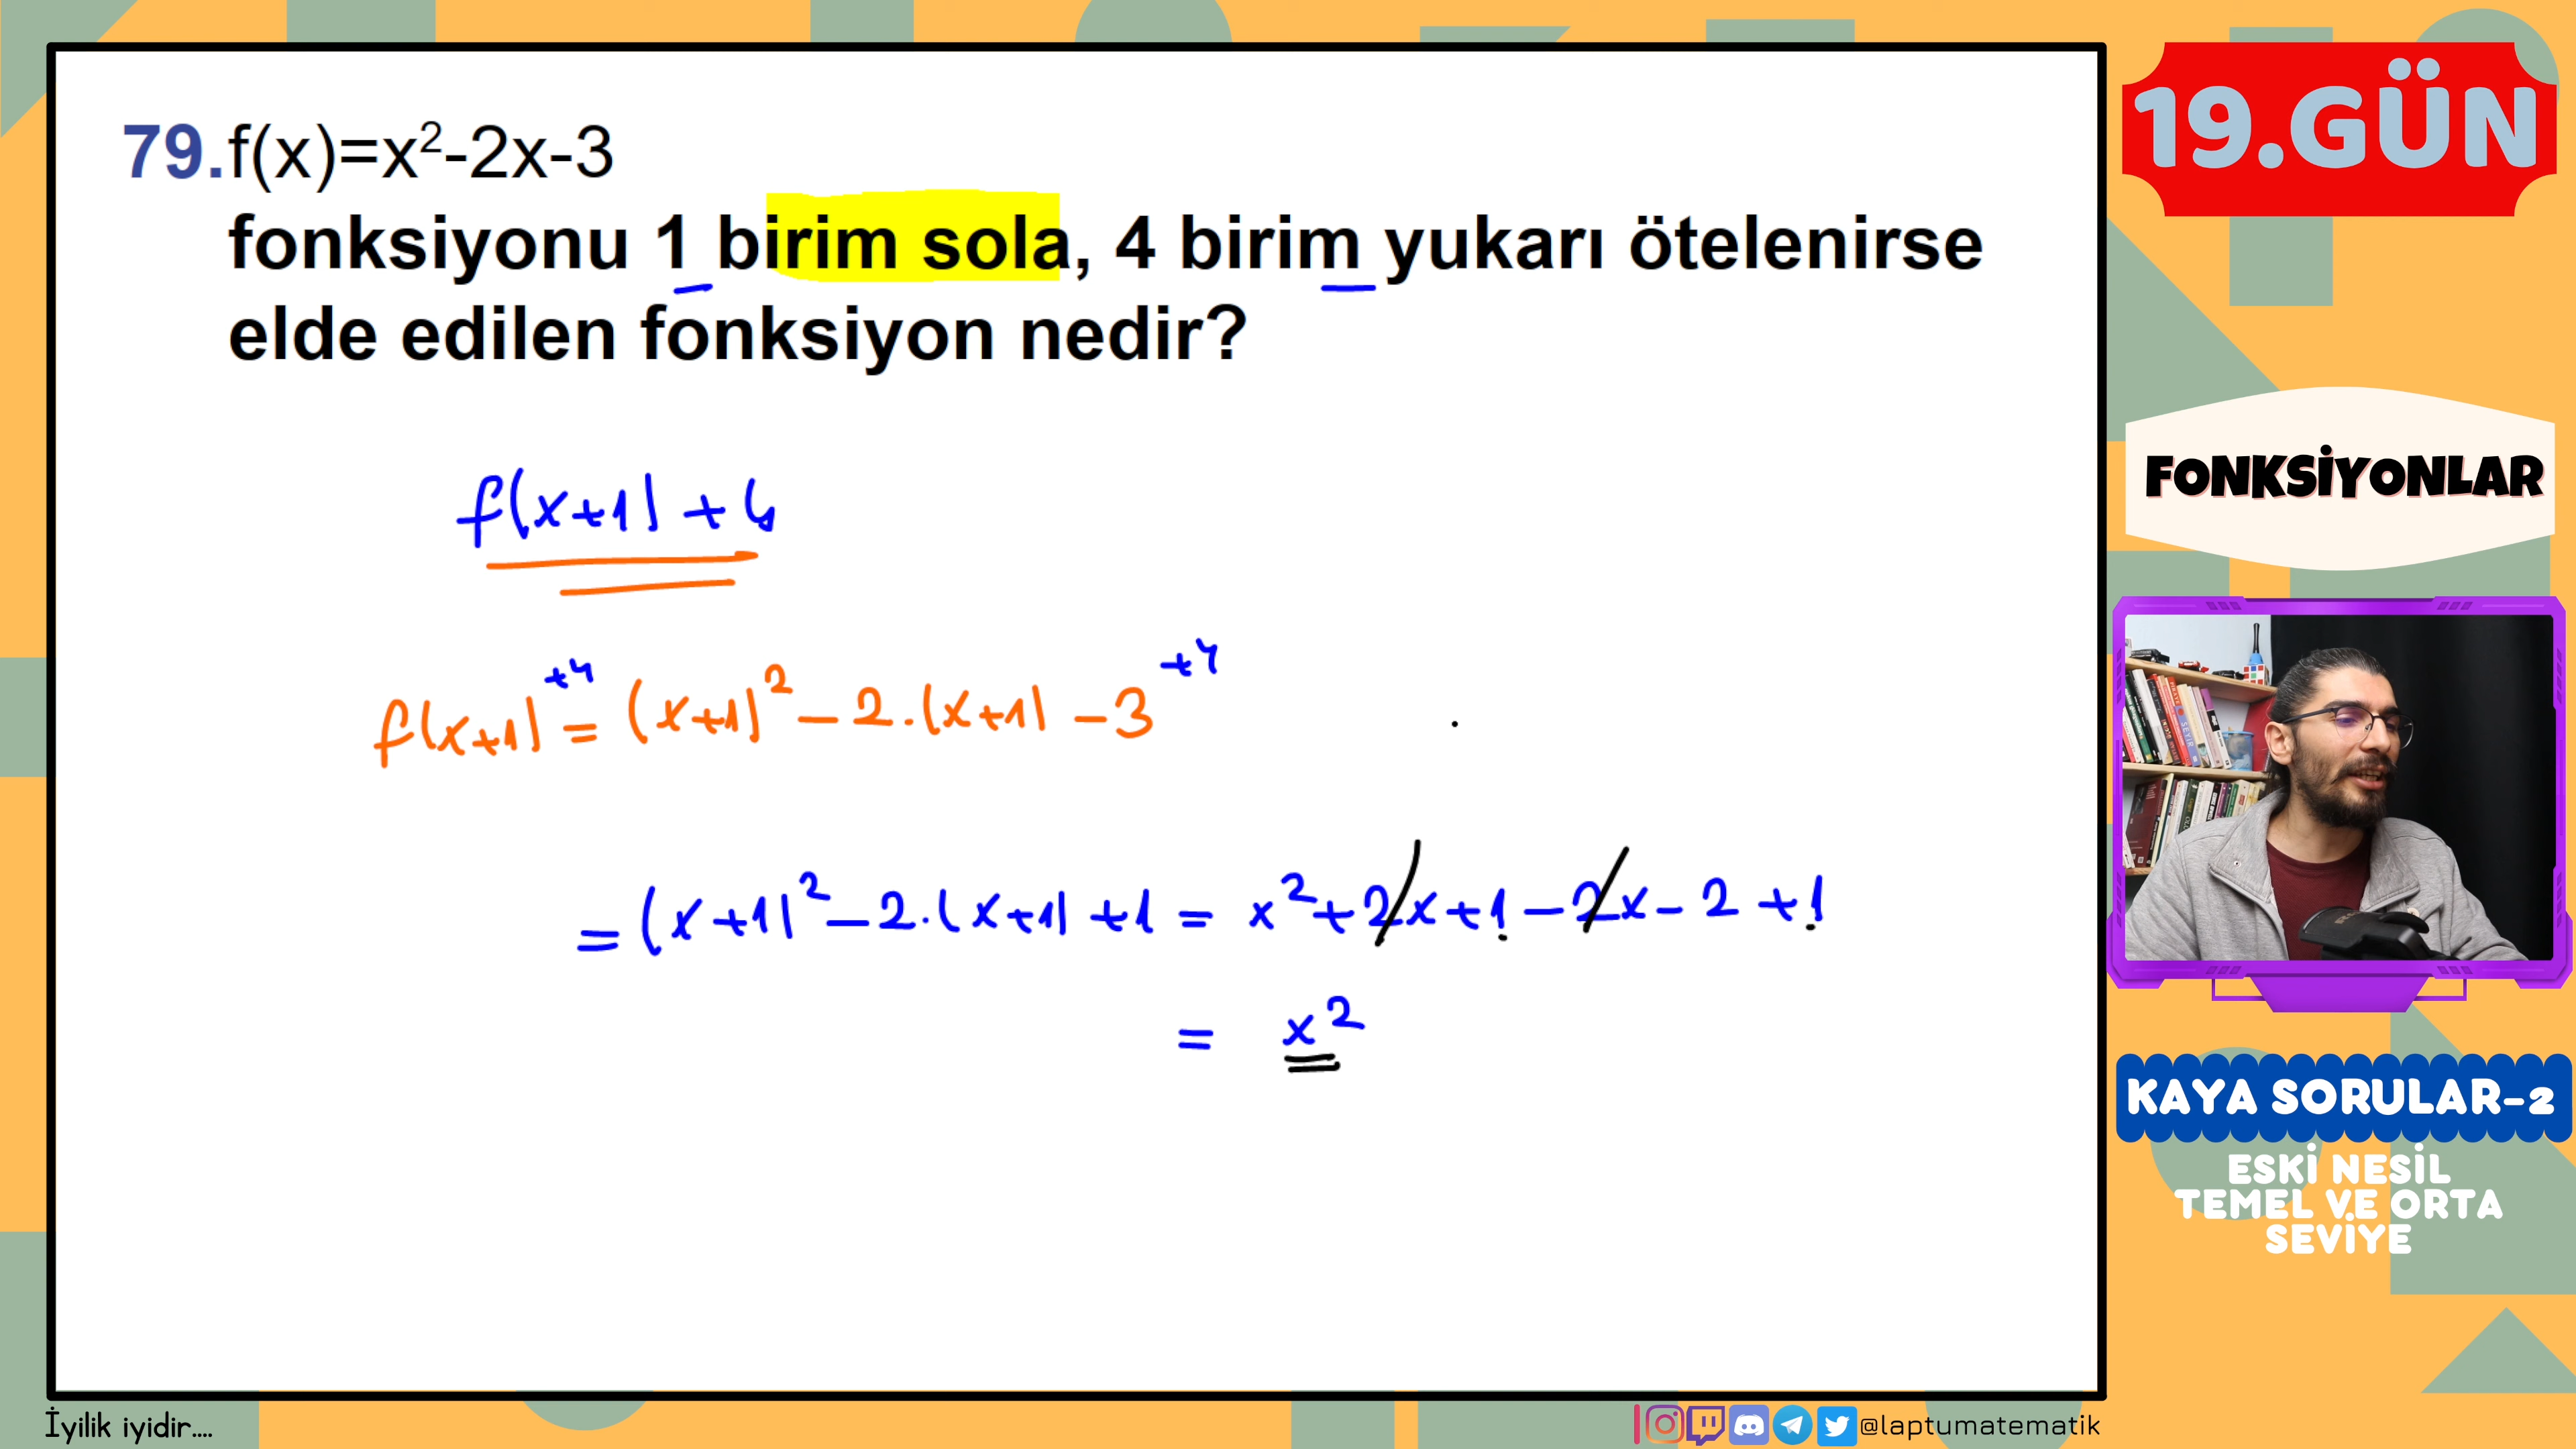 79. f(x)=x²-2x-3
fonksiyonu 1 birim sola, 4 birim yukarı ötelenirse
elde edilen fonksiyon nedir?
f(x+1) + 4
f(x+1)+4 = (x+1)² - 2.(x+1) - 3 +4
= (x+1)² - 2.(x+1) + 1 = x² + 2x + 1 - 2x - 2 + 1
= x²
19.GÜN
FONKSİYONLAR
KAYA SORULAR-2
ESKİ NESİL
TEMEL VE ORTA
SEVİYE
İyilik iyidir....
@laptumatematik